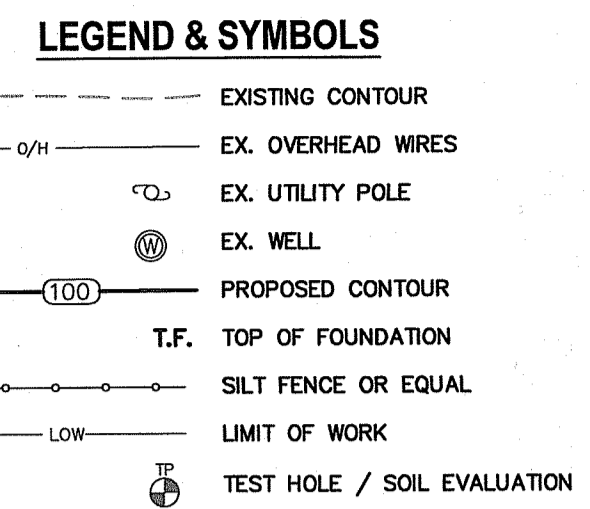 LEGEND & SYMBOLS
EXISTING CONTOUR
O/H EX. OVERHEAD WIRES
EX. UTILITY POLE
W EX. WELL
100 PROPOSED CONTOUR
T.F. TOP OF FOUNDATION
SILT FENCE OR EQUAL
LOW LIMIT OF WORK
TP TEST HOLE / SOIL EVALUATION